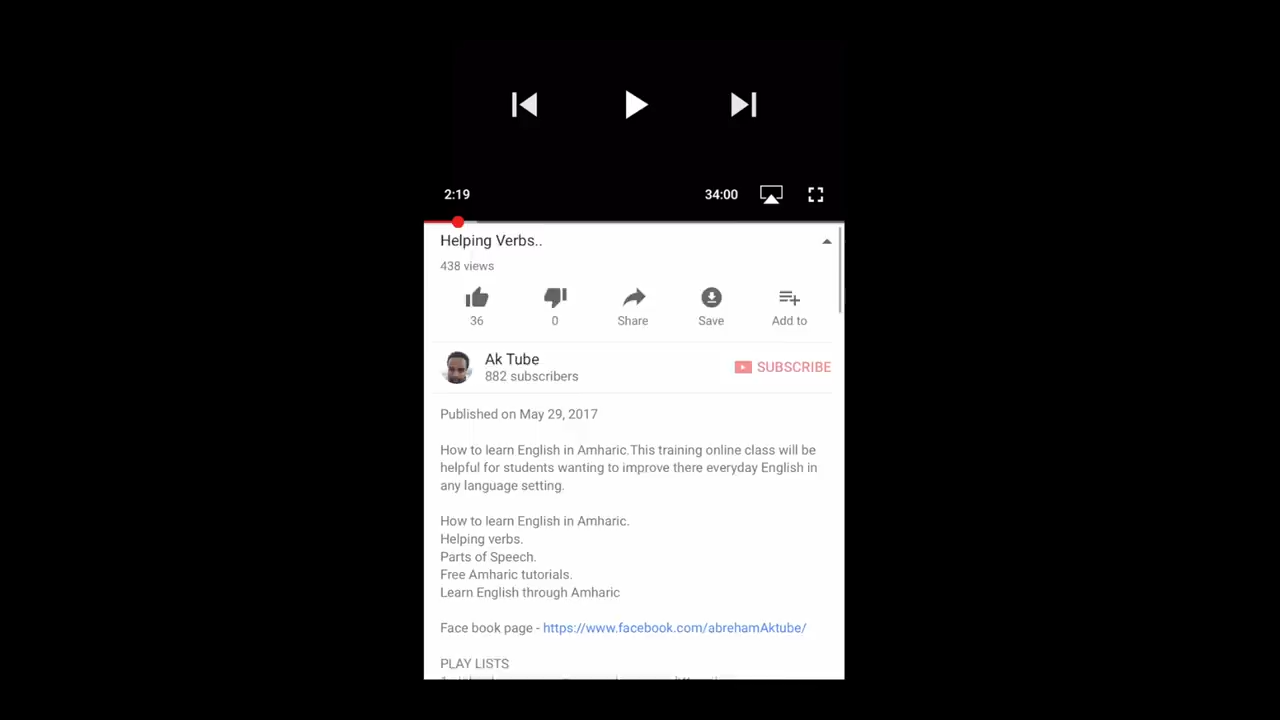 2:19 34:00
Helping Verbs..
438 views
36 0 Share Save Add to
Ak Tube
882 subscribers
SUBSCRIBE
Published on May 29, 2017
How to learn English in Amharic.This training online class will be
helpful for students wanting to improve there everyday English in
any language setting.
How to learn English in Amharic.
Helping verbs.
Parts of Speech.
Free Amharic tutorials.
Learn English through Amharic
Face book page - https://www.facebook.com/abrehamAktube/
PLAY LISTS